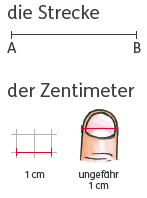 die Strecke
A B
der Zentimeter
1 cm
ungefähr
1 cm